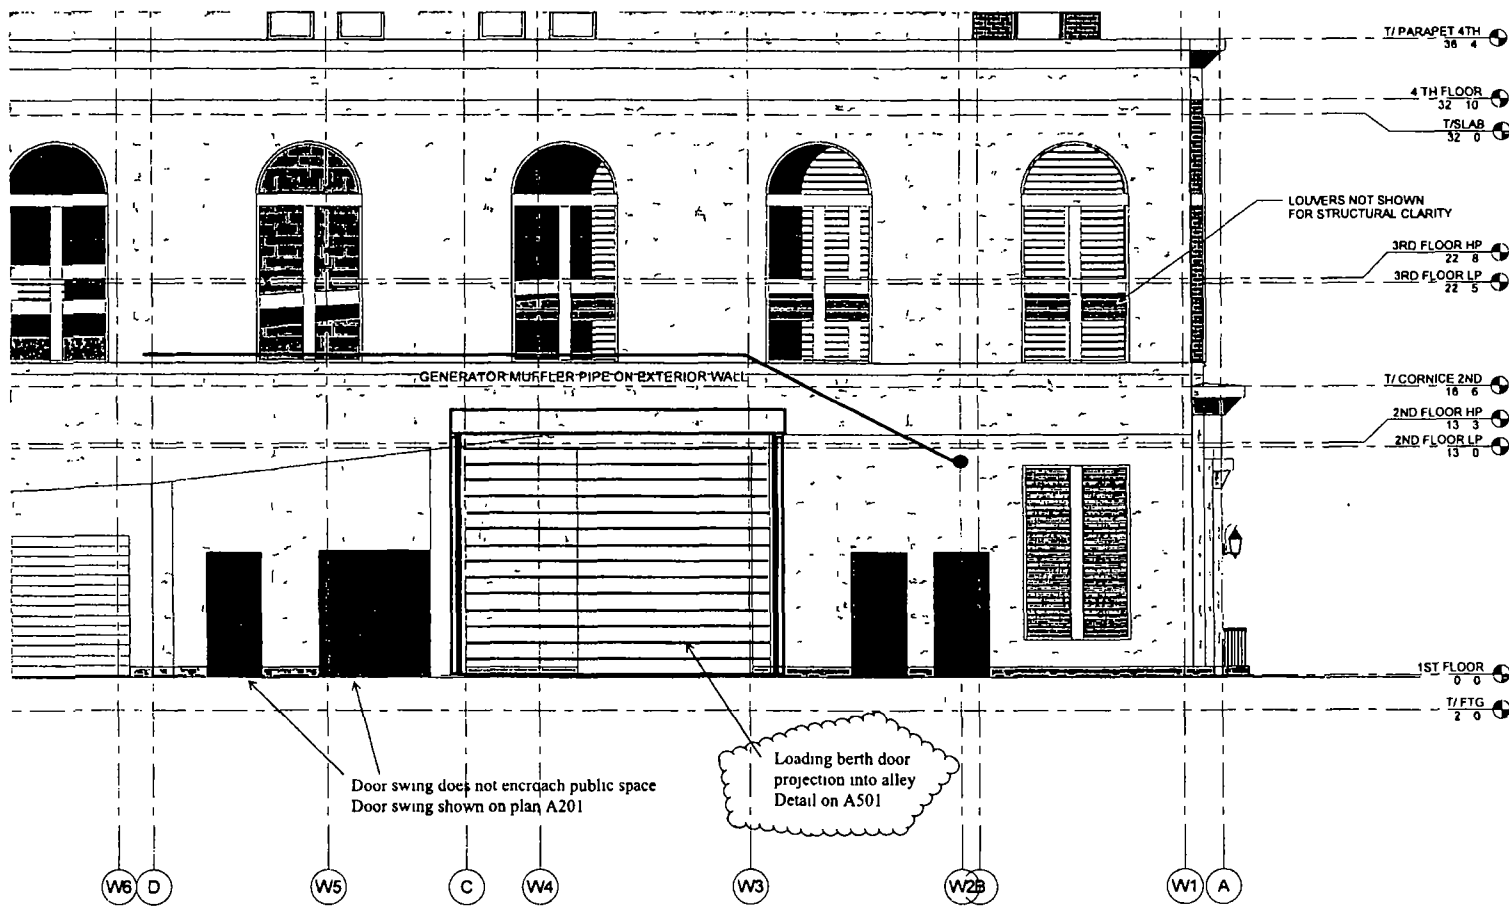 T/ PARAPET 4TH
36 4
4 TH FLOOR
32 10
T/SLAB
32 0
LOUVERS NOT SHOWN
FOR STRUCTURAL CLARITY
3RD FLOOR HP
22 8
3RD FLOOR LP
22 5
GENERATOR MUFFLER PIPE ON EXTERIOR WALL
T/ CORNICE 2ND
16 6
2ND FLOOR HP
13 3
2ND FLOOR LP
13 0
1ST FLOOR
0 0
T/ FTG
2 0
Loading berth door
projection into alley
Detail on A501
Door swing does not encroach public space
Door swing shown on plan A201
W6 D W5 C W4 W3 W2 B W1 A